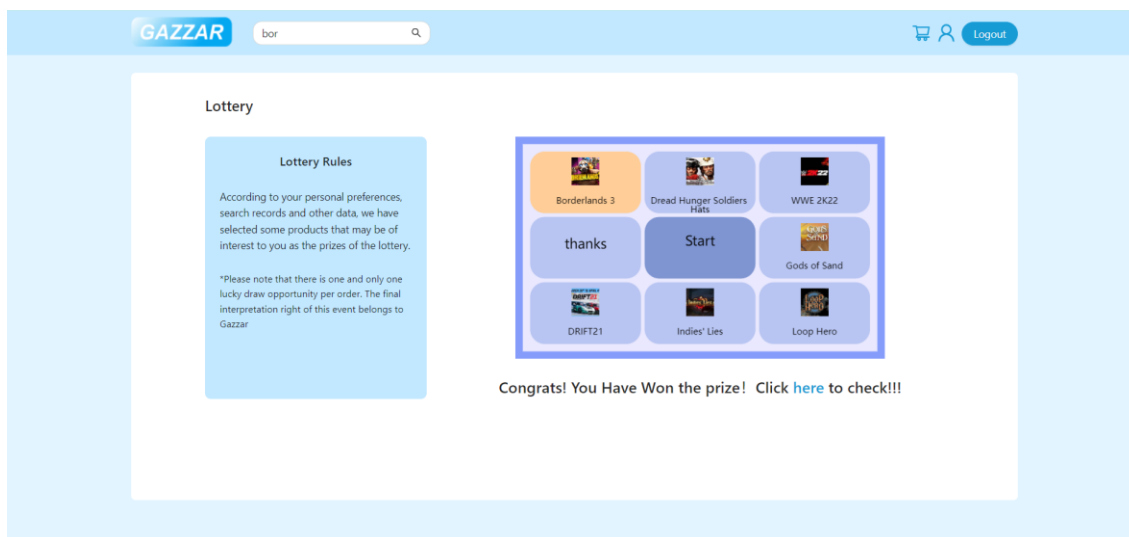 GAZZAR
bor
Logout
Lottery
Lottery Rules
According to your personal preferences,
search records and other data, we have
selected some products that may be of
interest to you as the prizes of the lottery.
*Please note that there is one and only one
lucky draw opportunity per order. The final
interpretation right of this event belongs to
Gazzar
Borderlands 3
Dread Hunger Soldiers
Hats
WWE 2K22
thanks
Start
Gods of Sand
DRIFT21
Indies' Lies
Loop Hero
Congrats! You Have Won the prize！Click here to check!!!